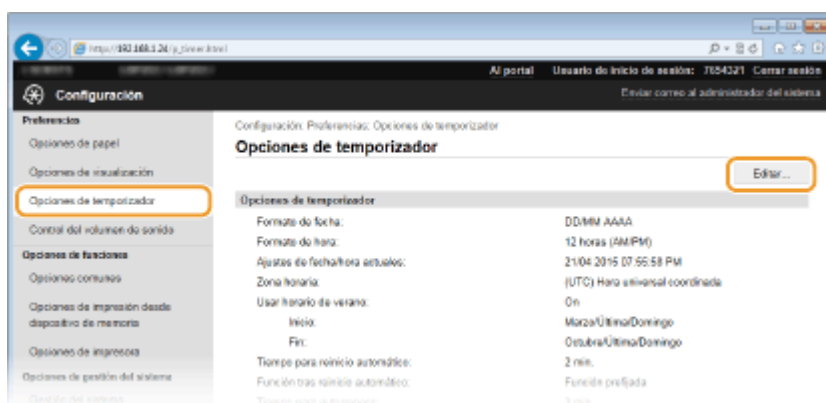 http://192.168.1.24/p_timer.html
Al portal Usuario de inicio de sesión: 7654321 Cerrar sesión
Configuración
Enviar correo al administrador del sistema
Preferencias
Opciones de papel
Opciones de visualización
Opciones de temporizador
Control del volumen de sonido
Opciones de funciones
Opciones comunes
Opciones de impresión desde
dispositivo de memoria
Opciones de impresora
Opciones de gestión del sistema
Gestión del sistema
Configuración: Preferencias: Opciones de temporizador
Opciones de temporizador
Editar...
Opciones de temporizador
Formato de fecha: DD/MM AAAA
Formato de hora: 12 horas (AM/PM)
Ajustes de fecha/hora actuales: 21/04 2015 07:55:58 PM
Zona horaria: (UTC) Hora universal coordinada
Usar horario de verano: On
Inicio: Marzo/Última/Domingo
Fin: Octubre/Última/Domingo
Tiempo para reinicio automático: 2 min.
Función tras reinicio automático: Función prefijada